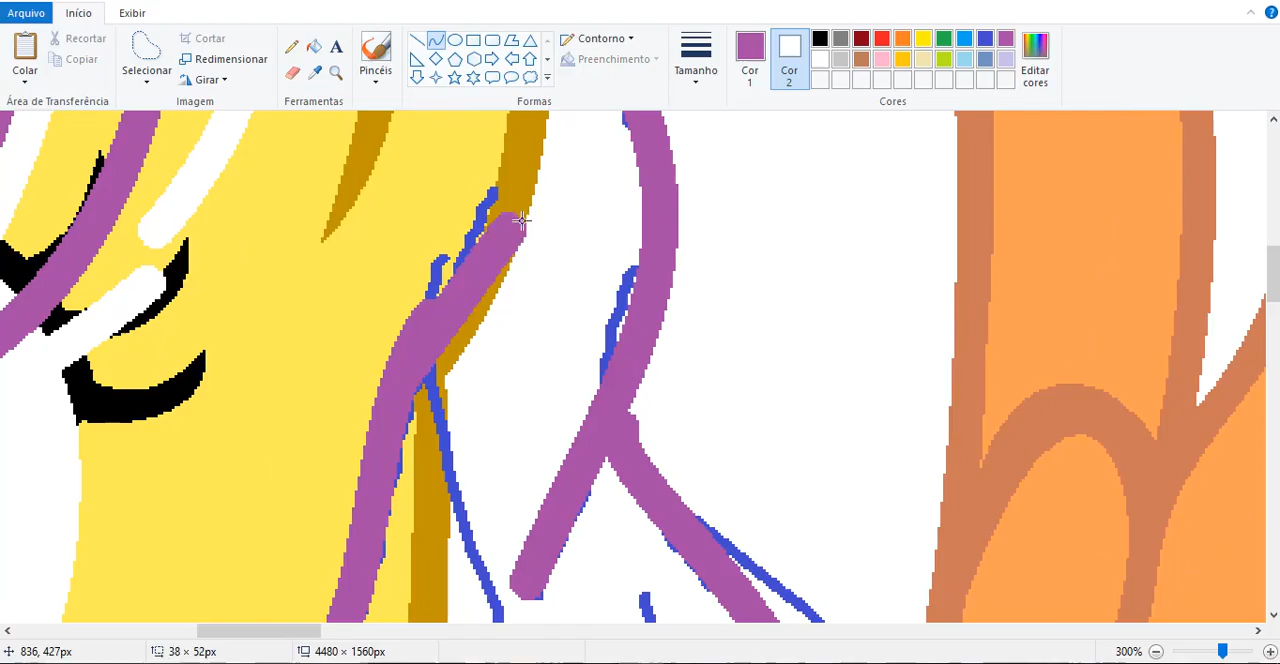 Arquivo Início Exibir
Colar
Recortar
Copiar
Área de Transferência
Selecionar
Cortar
Redimensionar
Girar
Imagem
A
Ferramentas
Pincéis
Contorno
Preenchimento
Formas
Tamanho
Cor 1
Cor 2
Editar cores
Cores
836, 427px
38 × 52px
4480 × 1560px
300%